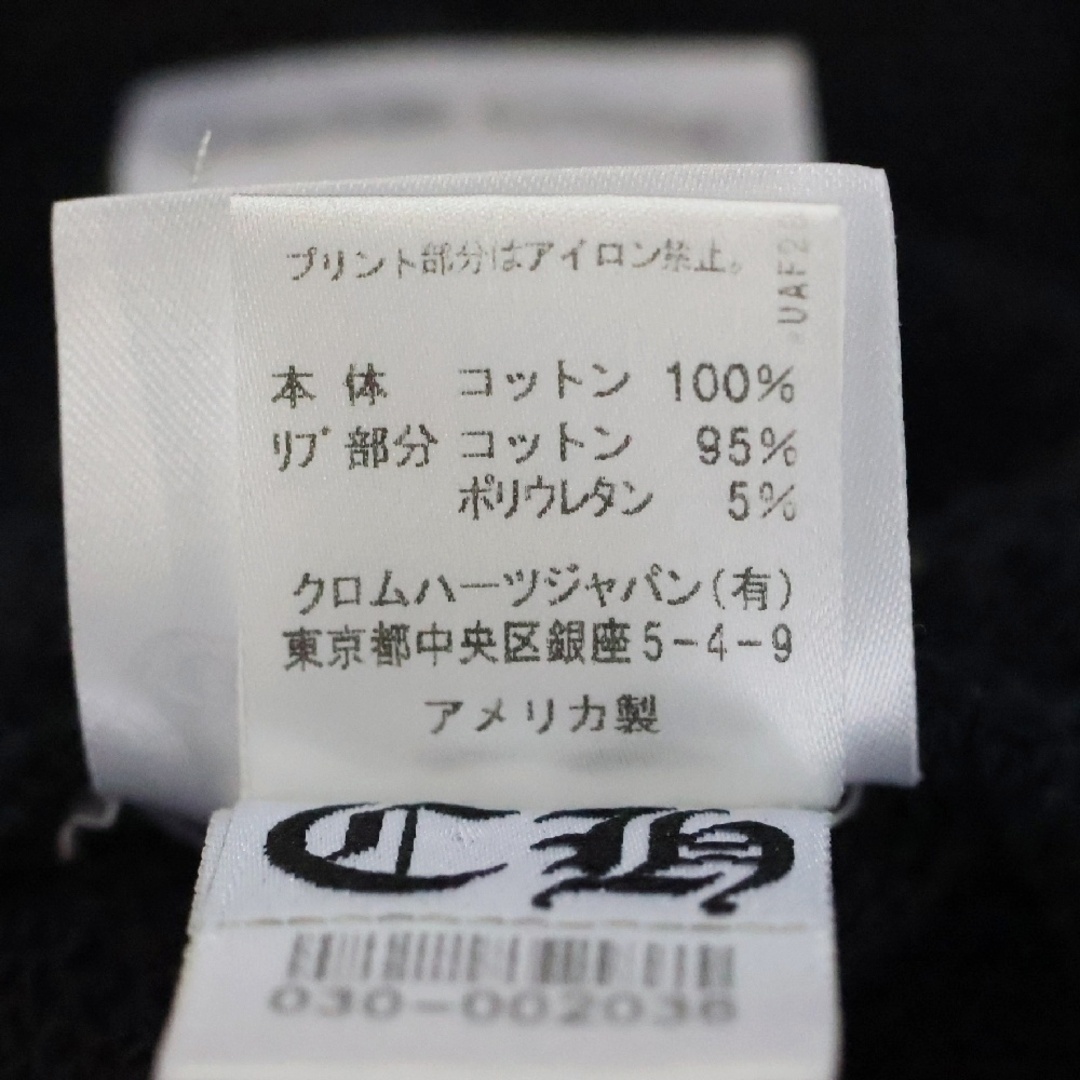 プリント部分はアイロン禁止。
本体 コットン 100%
リブ部分 コットン 95%
ポリウレタン 5%
クロムハーツジャパン(有)
東京都中央区銀座5-4-9
アメリカ製
CH
030-002036